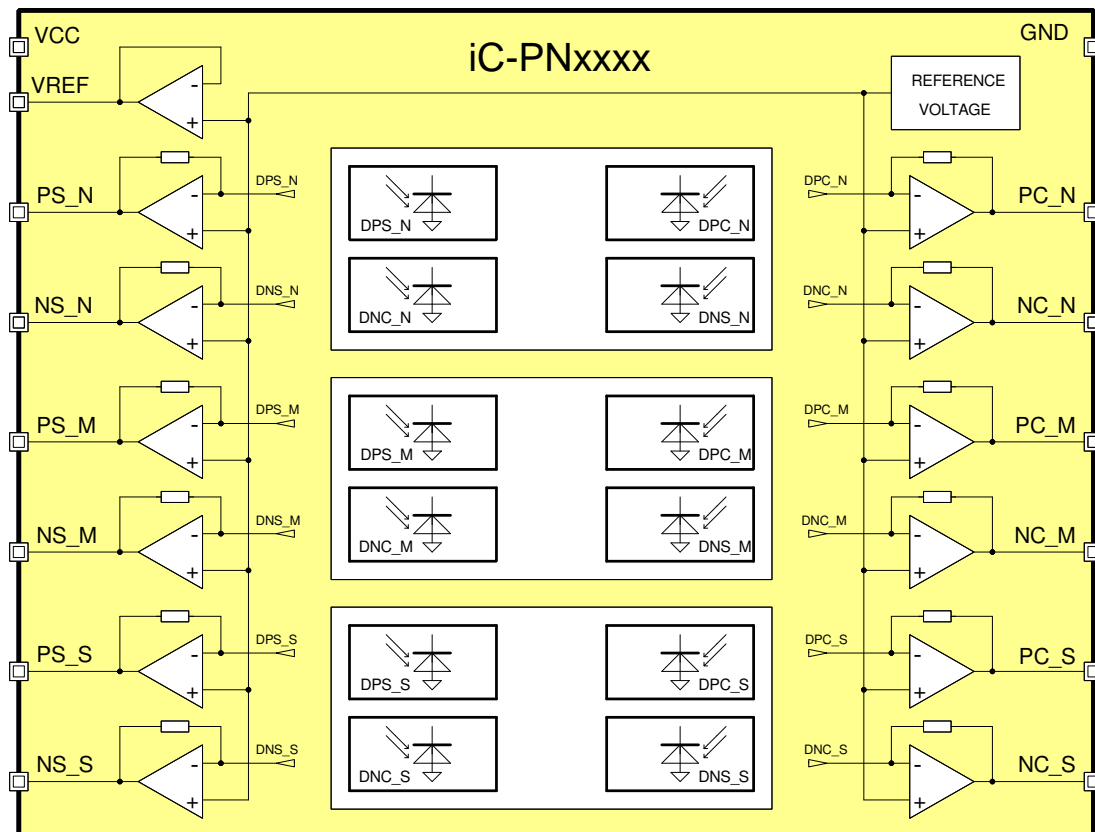 VCC
iC-PNxxxx
GND
VREF
-
+
REFERENCE
VOLTAGE
PS_N
-
+
DPS_N
DPS_N
DPC_N
DPC_N
-
+
PC_N
NS_N
-
+
DNS_N
DNC_N
DNS_N
DNC_N
-
+
NC_N
PS_M
-
+
DPS_M
DPS_M
DPC_M
DPC_M
-
+
PC_M
NS_M
-
+
DNS_M
DNC_M
DNS_M
DNC_M
-
+
NC_M
PS_S
-
+
DPS_S
DPS_S
DPC_S
DPC_S
-
+
PC_S
NS_S
-
+
DNS_S
DNC_S
DNS_S
DNC_S
-
+
NC_S